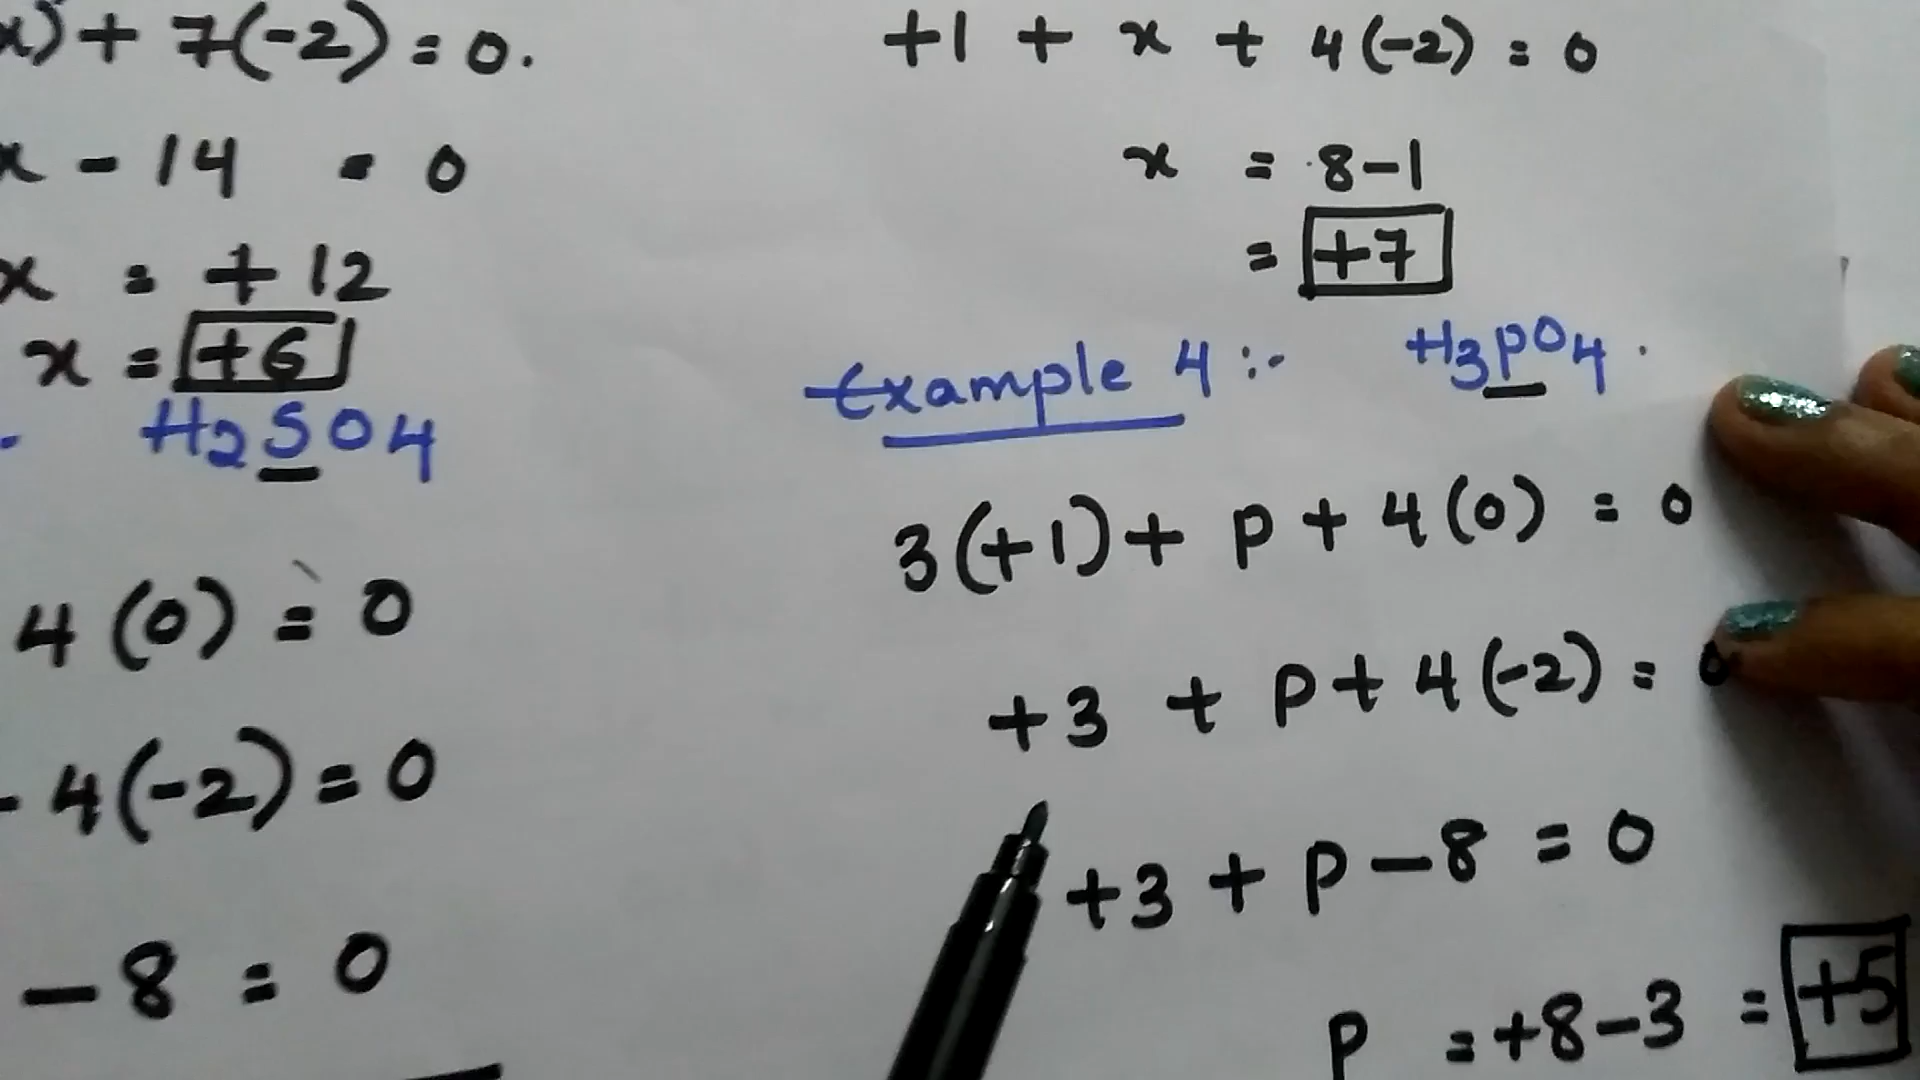 x) + 7(-2) = 0.
x - 14 = 0
x = + 12
x = +6
H2SO4
4(0) = 0
4(-2) = 0
- 8 = 0
+1 + x + 4(-2) = 0
x = 8-1
= +7
Example 4 :- H3PO4.
3(+1) + P + 4(0) = 0
+3 + P + 4(-2) = 0
+3 + P - 8 = 0
P = +8-3 = +5